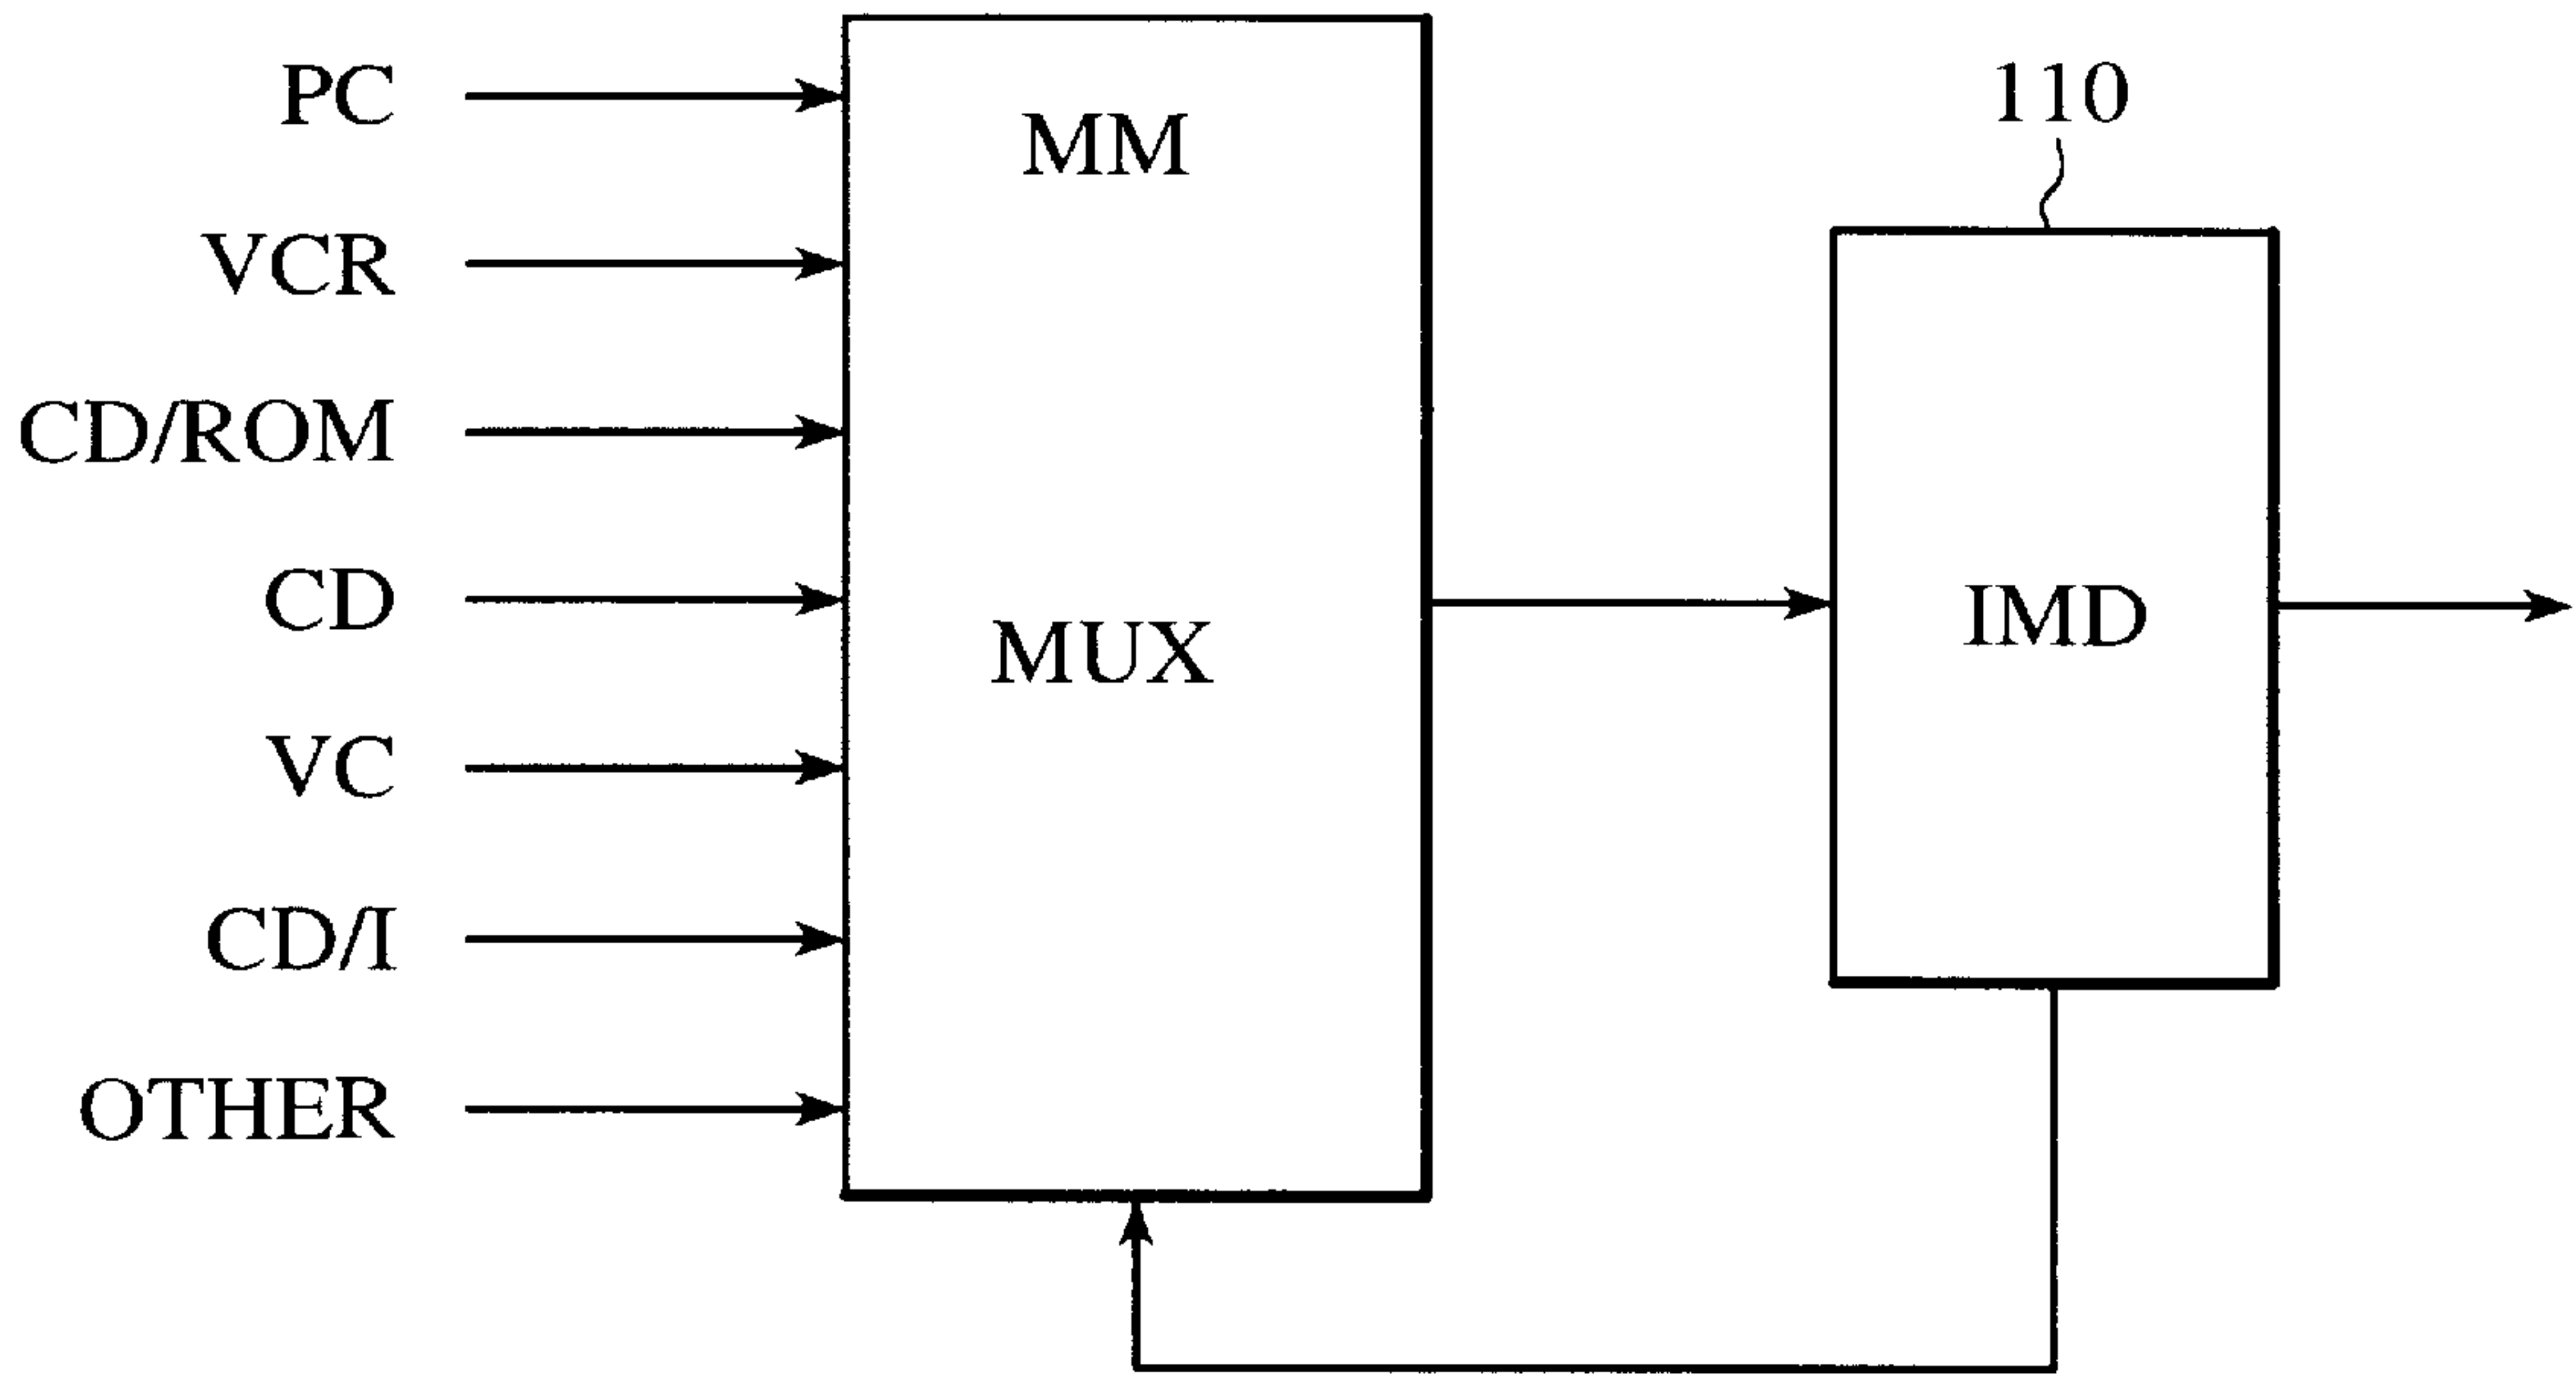 PC
VCR
CD/ROM
CD
VC
CD/I
OTHER
MM
MUX
110
IMD